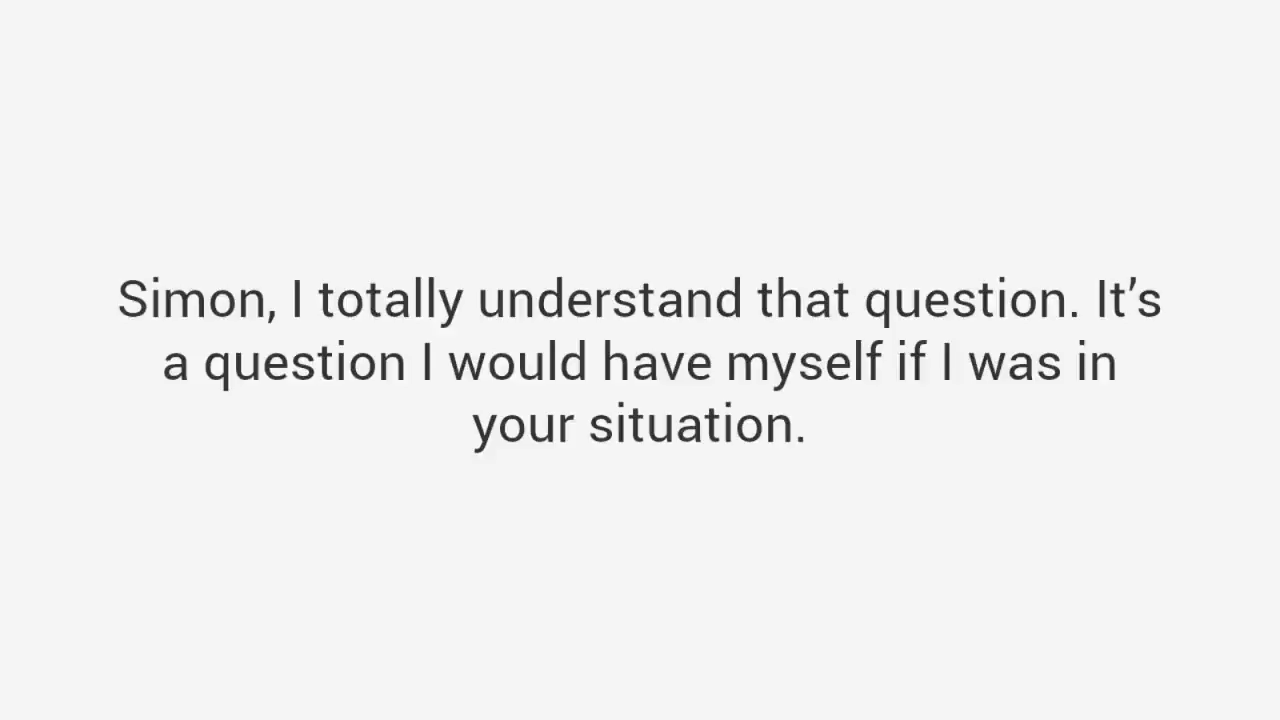 Simon, I totally understand that question. It’s
a question I would have myself if I was in
your situation.